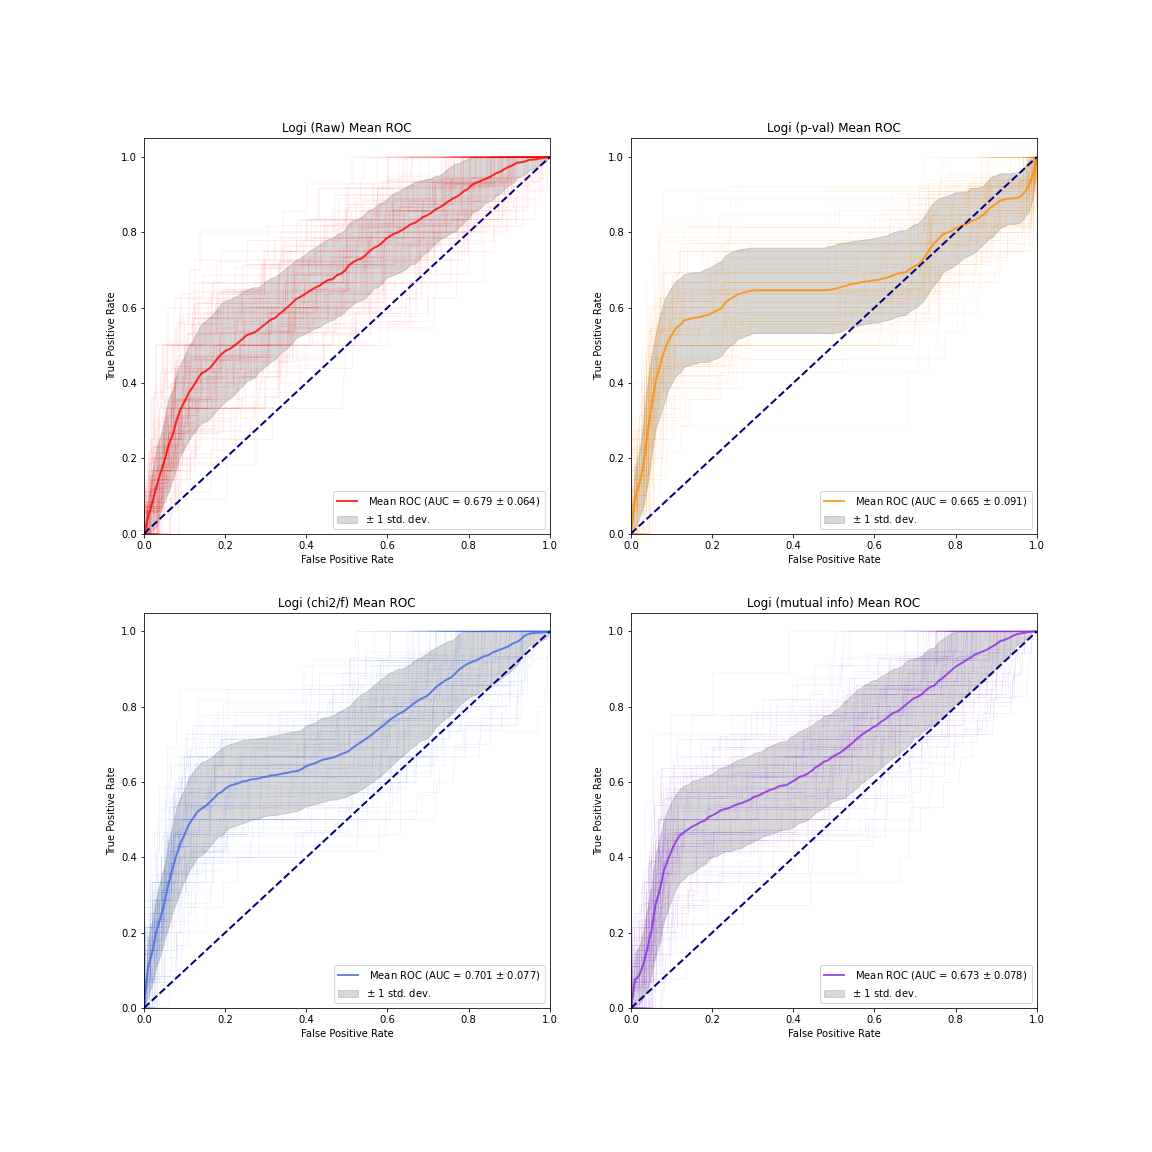 Logi (Raw) Mean ROC
True Positive Rate
1.0
0.8
0.6
0.4
0.2
0.0
Mean ROC (AUC = 0.679 ± 0.064)
± 1 std. dev.
0.0 0.2 0.4 0.6 0.8 1.0
False Positive Rate
Logi (p-val) Mean ROC
True Positive Rate
1.0
0.8
0.6
0.4
0.2
0.0
Mean ROC (AUC = 0.665 ± 0.091)
± 1 std. dev.
0.0 0.2 0.4 0.6 0.8 1.0
False Positive Rate
Logi (chi2/f) Mean ROC
True Positive Rate
1.0
0.8
0.6
0.4
0.2
0.0
Mean ROC (AUC = 0.701 ± 0.077)
± 1 std. dev.
0.0 0.2 0.4 0.6 0.8 1.0
False Positive Rate
Logi (mutual info) Mean ROC
True Positive Rate
1.0
0.8
0.6
0.4
0.2
0.0
Mean ROC (AUC = 0.673 ± 0.078)
± 1 std. dev.
0.0 0.2 0.4 0.6 0.8 1.0
False Positive Rate